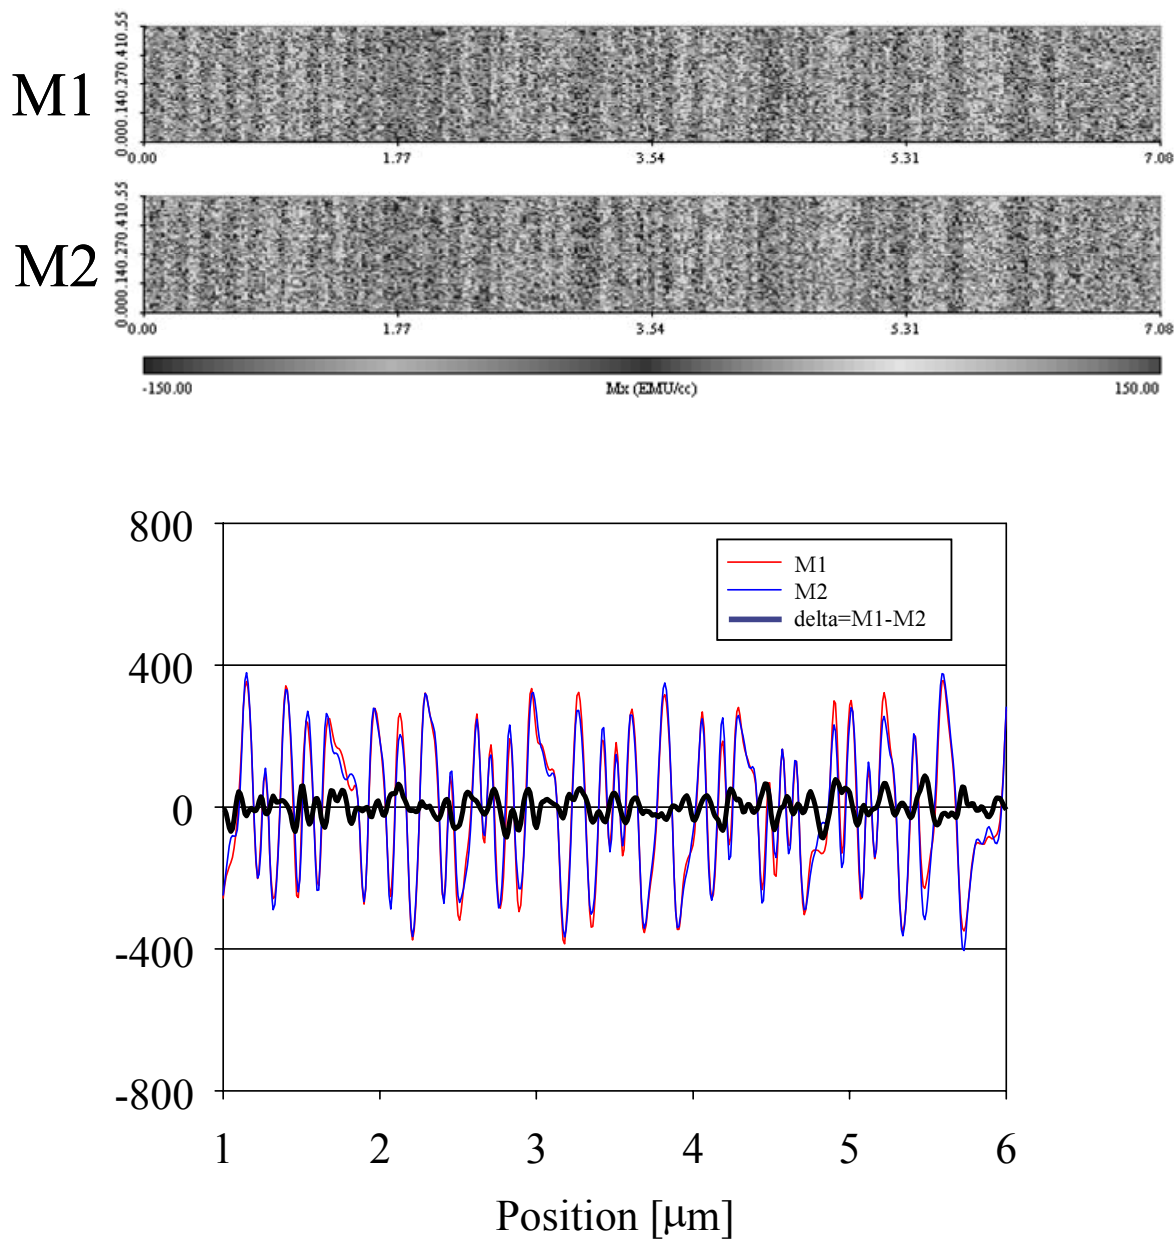 M1
0.000.140.270.410.55
0.00 1.77 3.54 5.31 7.08
M2
0.000.140.270.410.55
0.00 1.77 3.54 5.31 7.08
-150.00 Mx (EMU/cc) 150.00
800
M1
M2
delta=M1-M2
400
0
-400
-800
1 2 3 4 5 6
Position [μm]